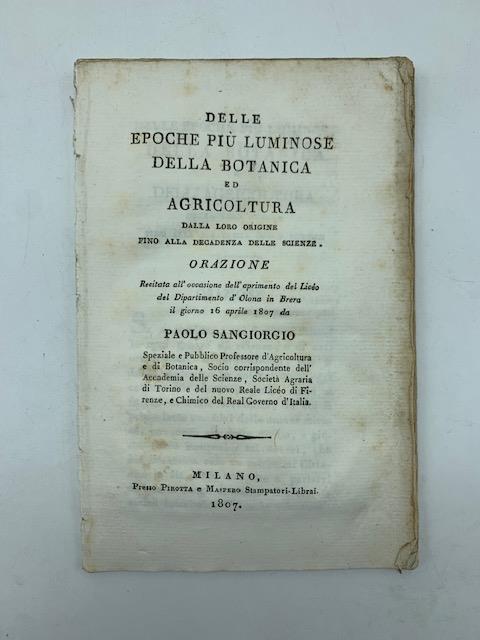 DELLE
EPOCHE PIÙ LUMINOSE
DELLA BOTANICA
ED
AGRICOLTURA
DALLA LORO ORIGINE
FINO ALLA DECADENZA DELLE SCIENZE.
ORAZIONE
Recitata all'occasione dell'aprimento del Licéo
del Dipartimento d'Olona in Brera
il giorno 16 aprile 1807 da
PAOLO SANGIORGIO
Speziale e Pubblico Professore d'Agricoltura
e di Botanica, Socio corrispondente dell'
Accademia delle Scienze, Società Agraria
di Torino e del nuovo Reale Licéo di Fi-
renze, e Chimico del Real Governo d'Italia.
MILANO,
Presso PIROTTA e MASPERO Stampatori-Librai.
1807.